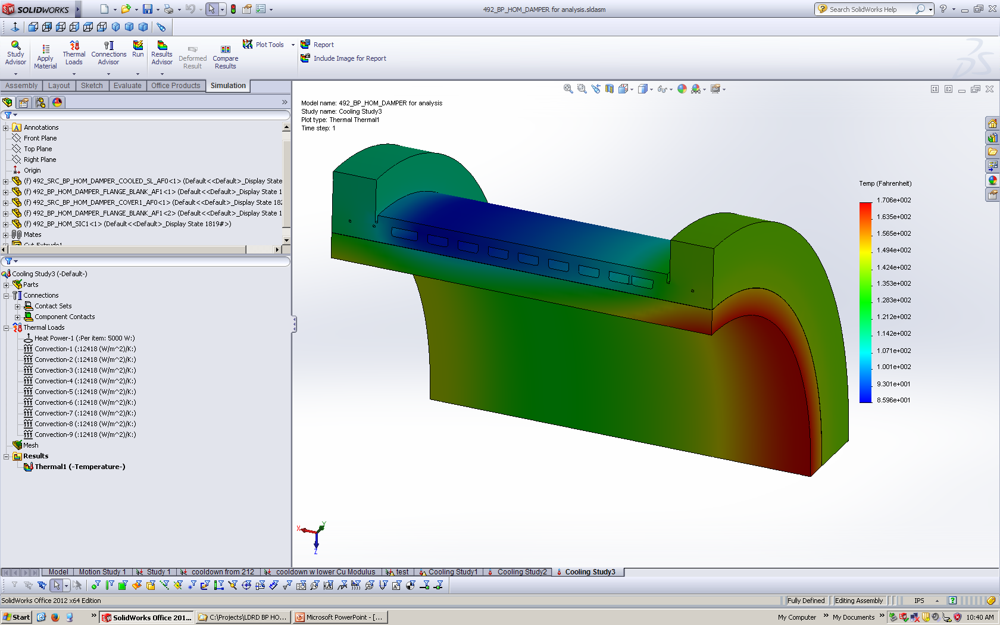 SOLIDWORKS
492_BP_HOM_DAMPER for analysis.sldasm
Search SolidWorks Help
Study Advisor
Apply Material
Thermal Loads
Connections Advisor
Run
Results Advisor
Deformed Result
Compare Results
Plot Tools
Report
Include Image for Report
Assembly Layout Sketch Evaluate Office Products Simulation
Annotations
Front Plane
Top Plane
Right Plane
Origin
(f) 492_SRC_BP_HOM_DAMPER_COOLED_SL_AF0<1> (Default<<Default>_Display State
(f) 492_BP_HOM_DAMPER_FLANGE_BLANK_AF1<1> (Default<<Default>_Display State 1
(f) 492_SRC_BP_HOM_DAMPER_COVER1_AF0<1> (Default<<Default>_Display State 182
(f) 492_BP_HOM_DAMPER_FLANGE_BLANK_AF1<2> (Default<<Default>_Display State 1
(f) 492_BP_HOM_SIC1<1> (Default<<Default>_Display State 1819#>)
Mates
Cut-Extrude1
Cooling Study3 (-Default-)
Parts
Connections
Contact Sets
Component Contacts
Thermal Loads
Heat Power-1 (:Per item: 5000 W:)
Convection-1 (:12418 (W/m^2)/K:)
Convection-2 (:12418 (W/m^2)/K:)
Convection-3 (:12418 (W/m^2)/K:)
Convection-4 (:12418 (W/m^2)/K:)
Convection-5 (:12418 (W/m^2)/K:)
Convection-6 (:12418 (W/m^2)/K:)
Convection-7 (:12418 (W/m^2)/K:)
Convection-8 (:12418 (W/m^2)/K:)
Convection-9 (:12418 (W/m^2)/K:)
Mesh
Results
Thermal1 (-Temperature-)
Model name: 492_BP_HOM_DAMPER for analysis
Study name: Cooling Study3
Plot type: Thermal Thermal1
Time step: 1
Temp (Fahrenheit)
1.706e+002
1.635e+002
1.565e+002
1.494e+002
1.424e+002
1.353e+002
1.283e+002
1.212e+002
1.142e+002
1.071e+002
1.001e+002
9.301e+001
8.596e+001
X Y Z
Model Motion Study 1 Study 1 cooldown from 212 cooldown w lower Cu Modulus test Cooling Study1 Cooling Study2 Cooling Study3
SolidWorks Office 2012 x64 Edition
Fully Defined Editing Assembly IPS
Start SolidWorks Office 201... C:\Projects\LDRD BP HO... Microsoft PowerPoint - [... My Computer » My Documents » 10:40 AM